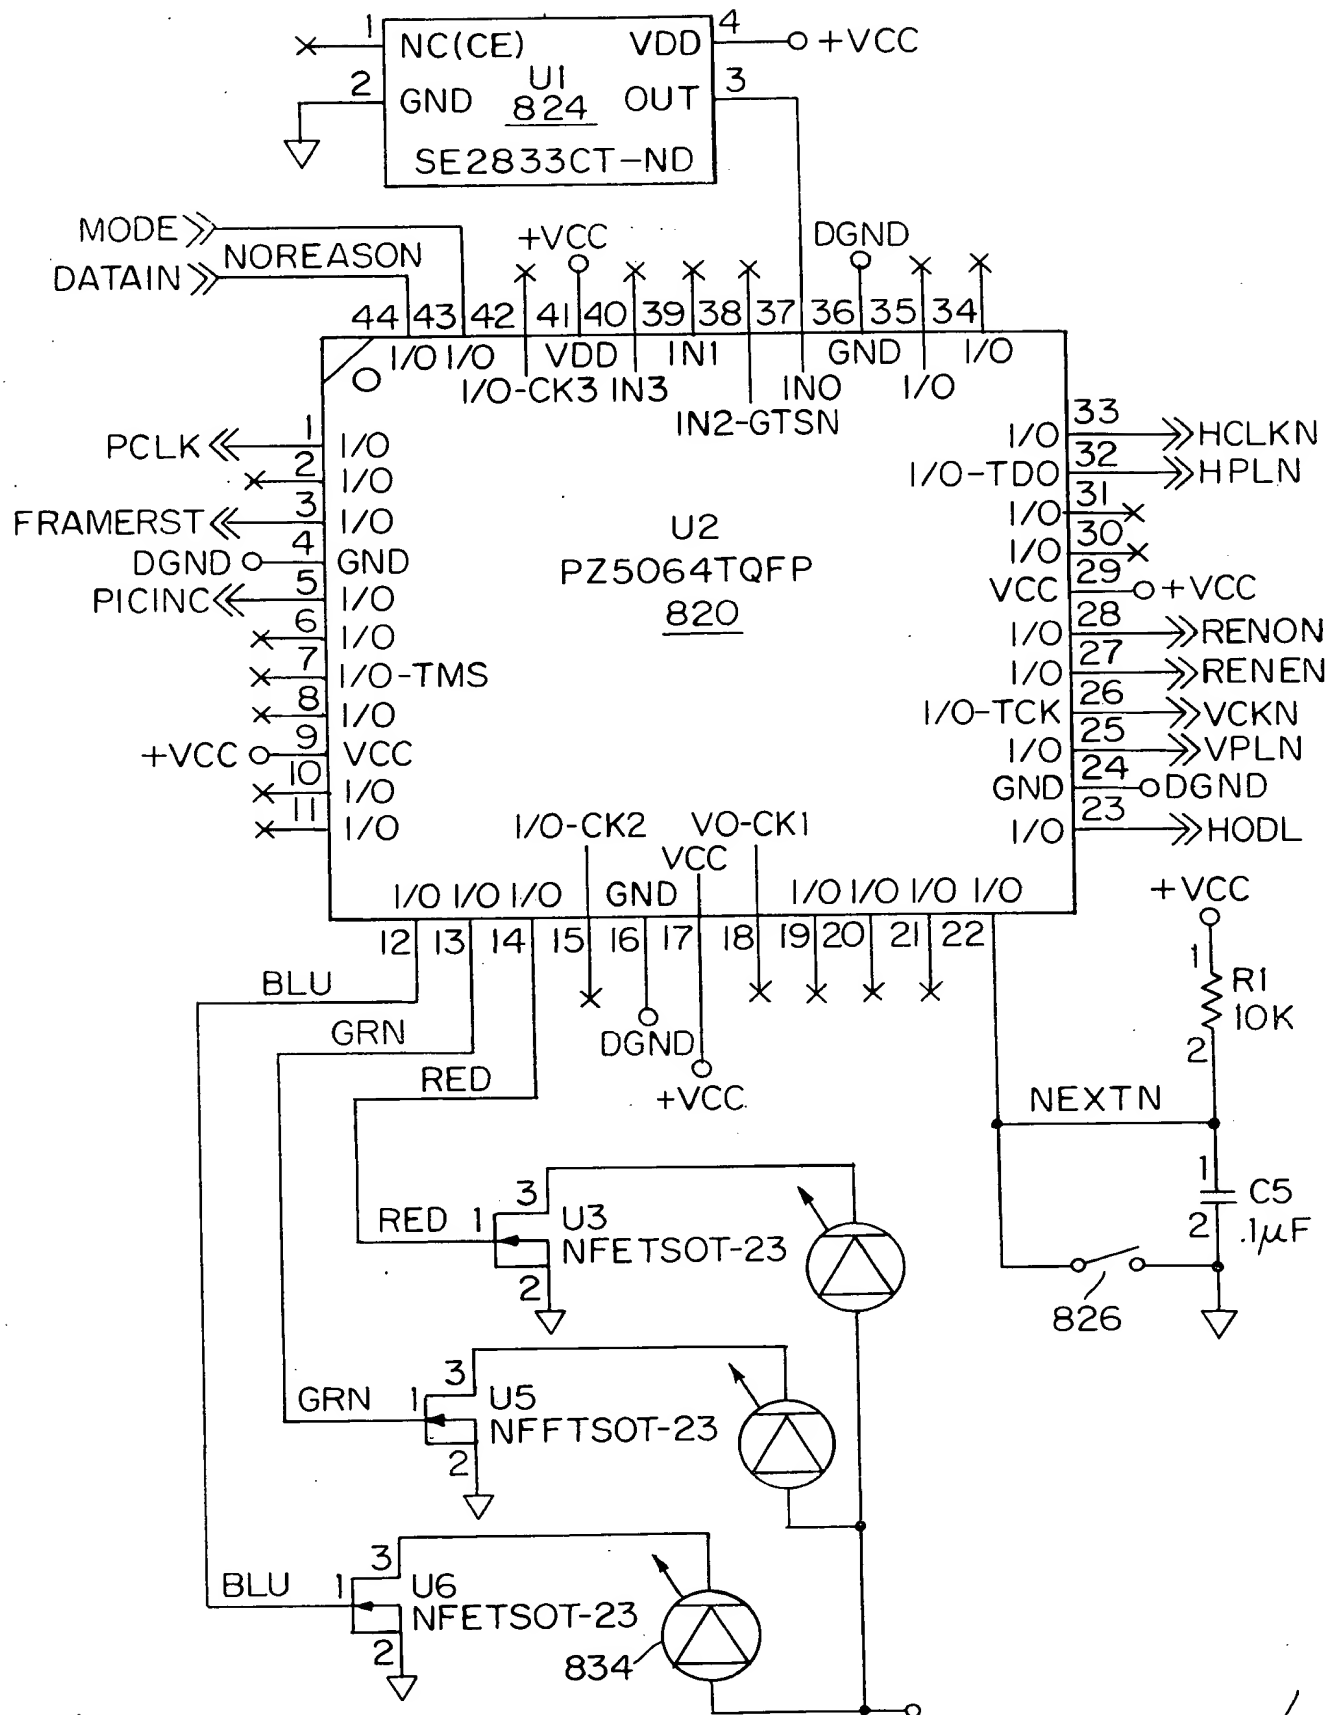 1 NC(CE) VDD 4 +VCC
U1
2 GND 824 OUT 3
SE2833CT-ND
MODE
NOREASON
DATAIN
+VCC DGND
44 43 42 41 40 39 38 37 36 35 34
I/O I/O VDD IN1 GND I/O
I/O-CK3 IN3 IN0 I/O
IN2-GTSN
PCLK 1 I/O
2 I/O
FRAMERST 3 I/O
DGND 4 GND
PICINC 5 I/O
6 I/O
7 I/O-TMS
8 I/O
+VCC 9 VCC
10 I/O
11 I/O
U2
PZ5064TQFP
820
I/O 33 HCLKN
I/O-TDO 32 HPLN
I/O 31
I/O 30
VCC 29 +VCC
I/O 28 RENON
I/O 27 RENEN
I/O-TCK 26 VCKN
I/O 25 VPLN
GND 24 DGND
I/O 23 HODL
I/O-CK2 VO-CK1
VCC
I/O I/O I/O GND I/O I/O I/O I/O
12 13 14 15 16 17 18 19 20 21 22
BLU
GRN
RED
DGND
+VCC
+VCC
1 R1
10K
2
NEXTN
1 C5
2 .1µF
826
RED 1 3 U3
NFETSOT-23
2
GRN 1 3 U5
NFFTSOT-23
2
BLU 1 3 U6
NFETSOT-23
2
834